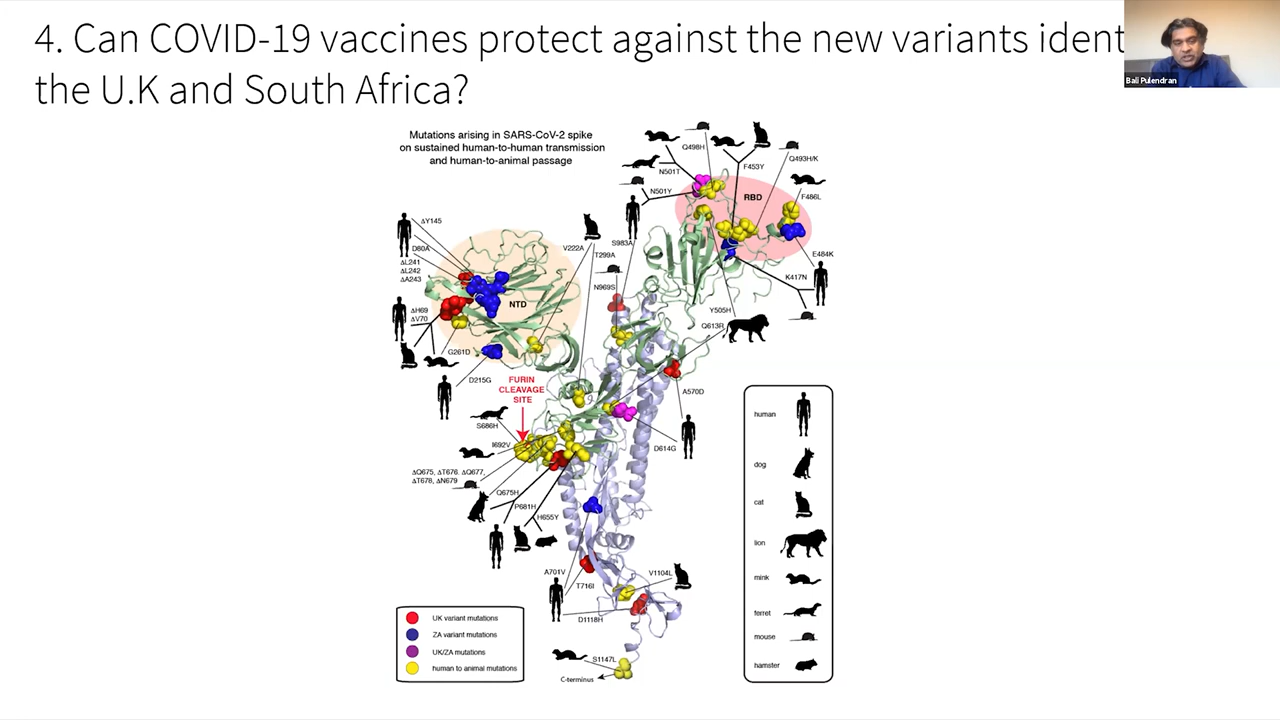 4. Can COVID-19 vaccines protect against the new variants ident
the U.K and South Africa?
Bali Pulendran
Mutations arising in SARS-CoV-2 spike
on sustained human-to-human transmission
and human-to-animal passage
Q498H
N501T
F453Y
Q493H/K
N501Y
RBD
F486L
ΔY145
D80A
ΔL241
ΔL242
ΔA243
V222A
S983A
T299A
E484K
K417N
N969S
NTD
ΔH69
ΔV70
Y505H
Q613R
G261D
D215G
FURIN
CLEAVAGE
SITE
A570D
S686H
I692V
D614G
ΔQ675, ΔT676. ΔQ677,
ΔT678, ΔN679
Q675H
P681H
H655Y
A701V
T716I
V1104L
D1118H
S1147L
C-terminus
UK variant mutations
ZA variant mutations
UK/ZA mutations
human to animal mutations
human
dog
cat
lion
mink
ferret
mouse
hamster